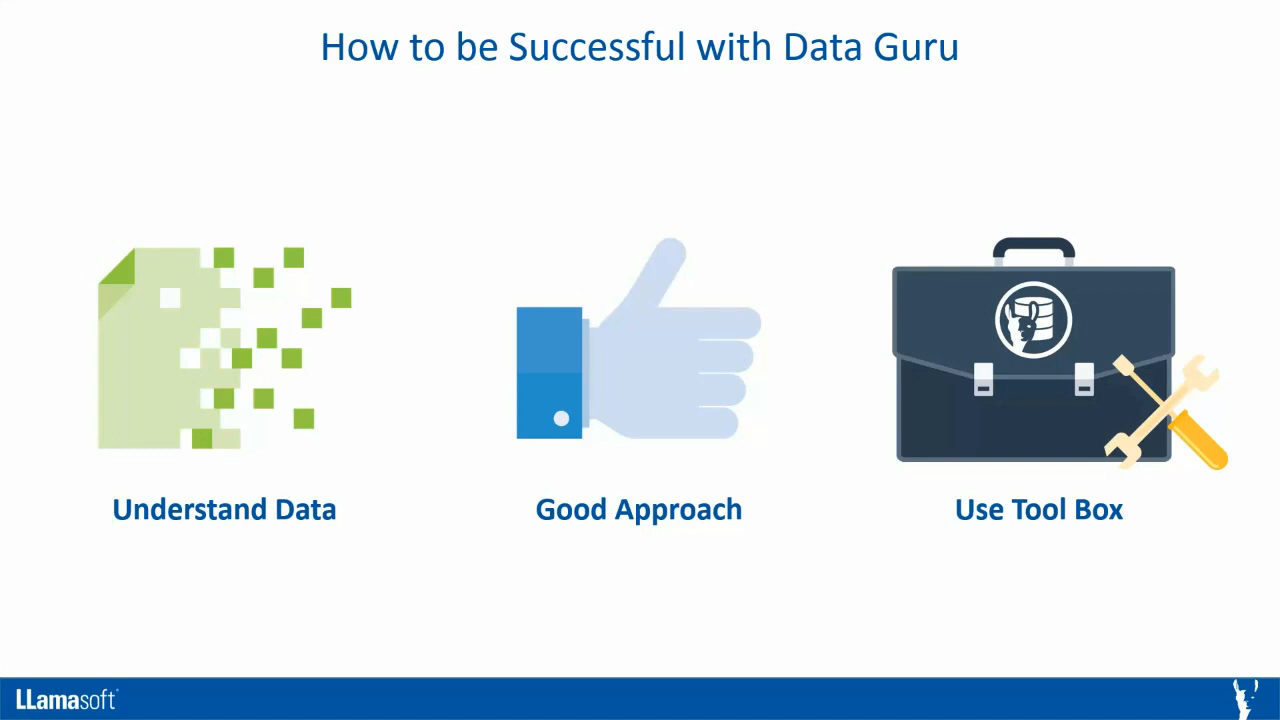 How to be Successful with Data Guru
Understand Data
Good Approach
Use Tool Box
LLamasoft